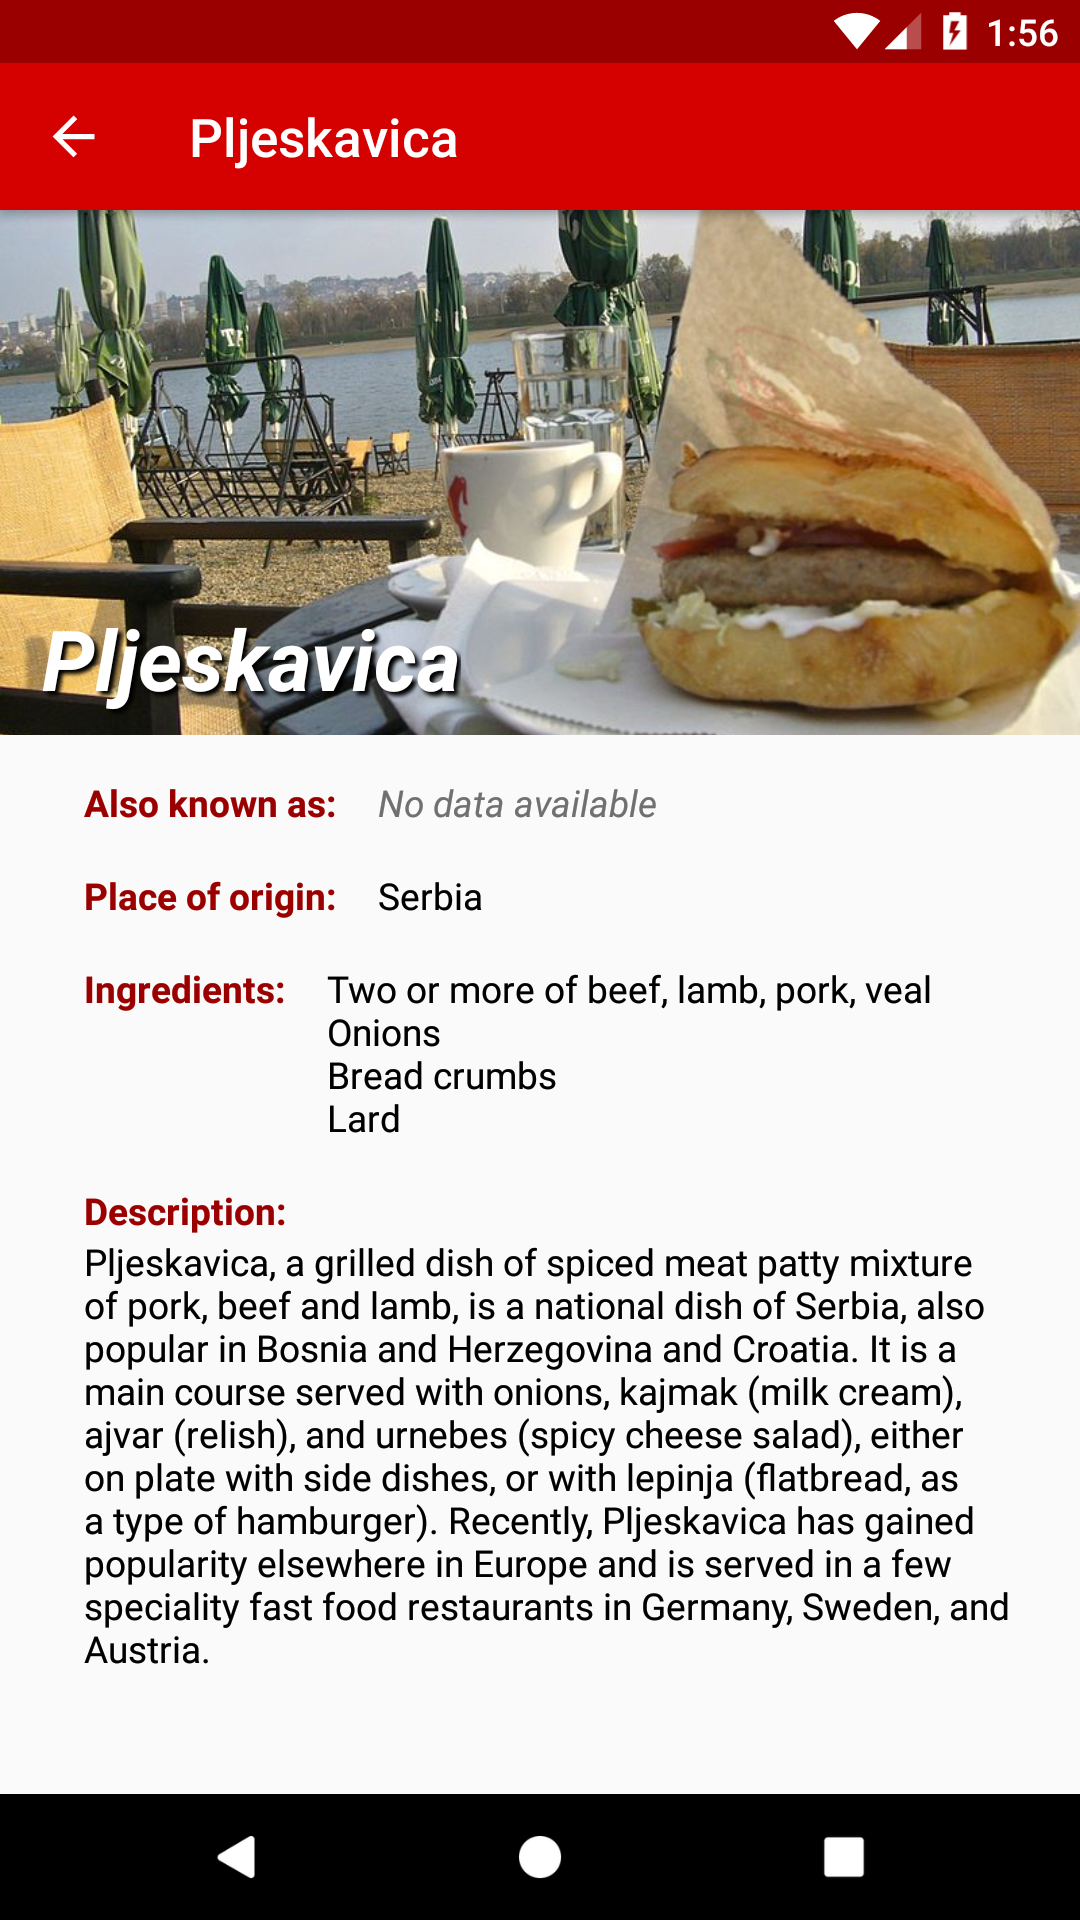 1:56
Pljeskavica
Pljeskavica
Also known as: No data available
Place of origin: Serbia
Ingredients: Two or more of beef, lamb, pork, veal
Onions
Bread crumbs
Lard
Description:
Pljeskavica, a grilled dish of spiced meat patty mixture
of pork, beef and lamb, is a national dish of Serbia, also
popular in Bosnia and Herzegovina and Croatia. It is a
main course served with onions, kajmak (milk cream),
ajvar (relish), and urnebes (spicy cheese salad), either
on plate with side dishes, or with lepinja (flatbread, as
a type of hamburger). Recently, Pljeskavica has gained
popularity elsewhere in Europe and is served in a few
speciality fast food restaurants in Germany, Sweden, and
Austria.